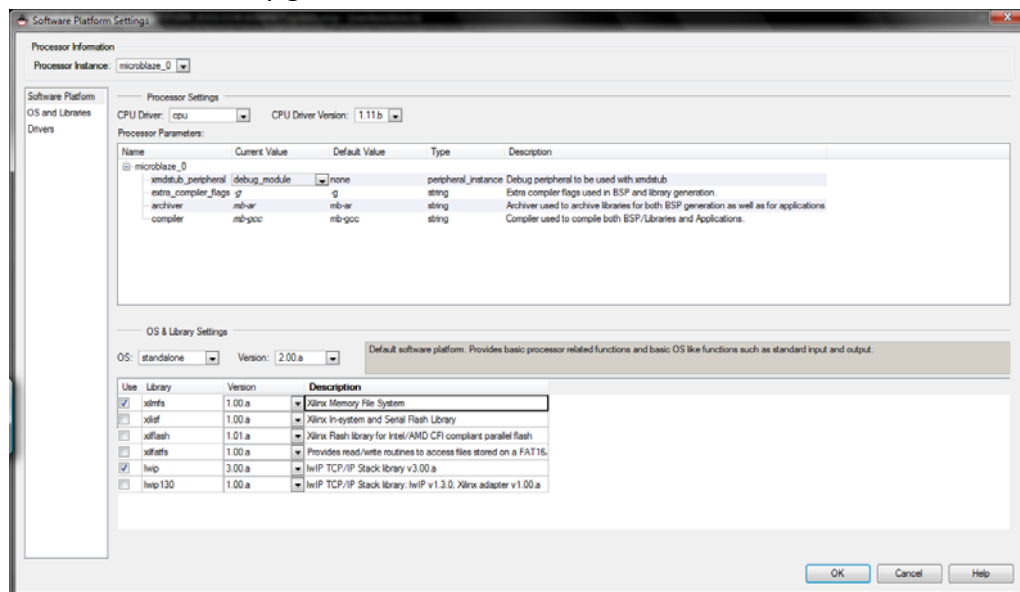 Software Platform Settings
Processor Information
Processor Instance: microblaze_0
Software Platform
OS and Libraries
Drivers
Processor Settings
CPU Driver: cpu CPU Driver Version: 1.11.b
Processor Parameters:
Name Current Value Default Value Type Description
microblaze_0
xmdstub_peripheral debug_module none peripheral_instance Debug peripheral to be used with xmdstub
extra_compiler_flags -g -g string Extra compiler flags used in BSP and library generation.
archiver mb-ar mb-ar string Archiver used to archive libraries for both BSP generation as well as for applications
compiler mb-gcc mb-gcc string Compiler used to compile both BSP/Libraries and Applications.
OS & Library Settings
OS: standalone Version: 2.00.a
Default software platform. Provides basic processor related functions and basic OS like functions such as standard input and output.
Use Library Version Description
xilmfs 1.00.a Xilinx Memory File System
xilisf 1.00.a Xilinx In-system and Serial Flash Library
xilflash 1.01.a Xilinx Flash library for Intel/AMD CFI compliant parallel flash
xilfatfs 1.00.a Provides read/write routines to access files stored on a FAT16
lwip 3.00.a lwIP TCP/IP Stack library v3.00.a
lwip130 1.00.a lwIP TCP/IP Stack library: lwIP v1.3.0, Xilinx adapter v1.00.a
OK Cancel Help